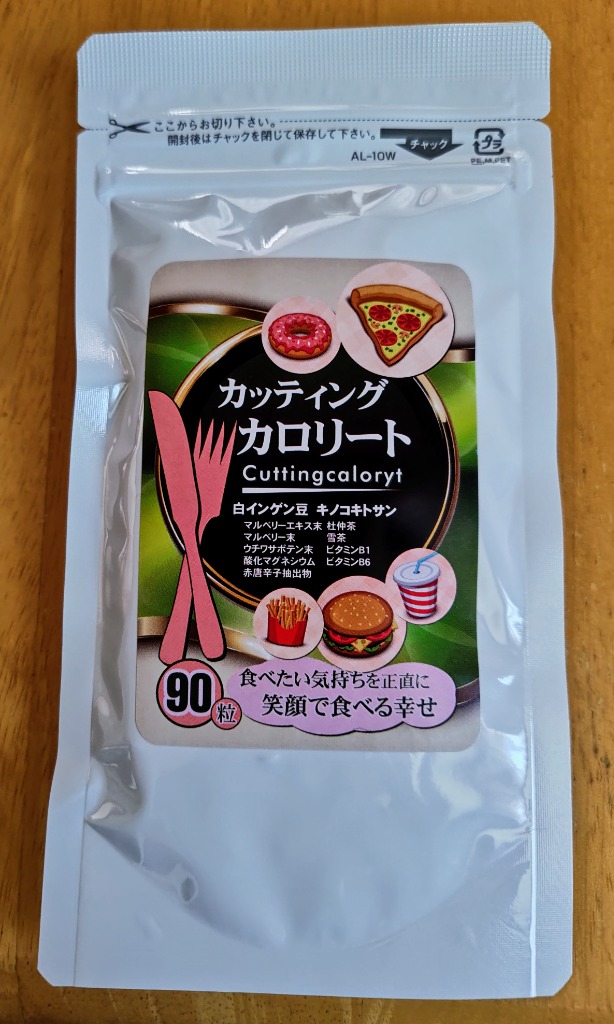 ここからお切り下さい。
開封後はチャックを閉じて保存して下さい。
チャック
AL-10W
プラ
PE,M,PET
カッティング
カロリート
Cuttingcaloryt
白インゲン豆 キノコキトサン
マルベリーエキス末 杜仲茶
マルベリー末 雪茶
ウチワサボテン末 ビタミンB1
酸化マグネシウム ビタミンB6
赤唐辛子抽出物
90粒
食べたい気持ちを正直に
笑顔で食べる幸せ